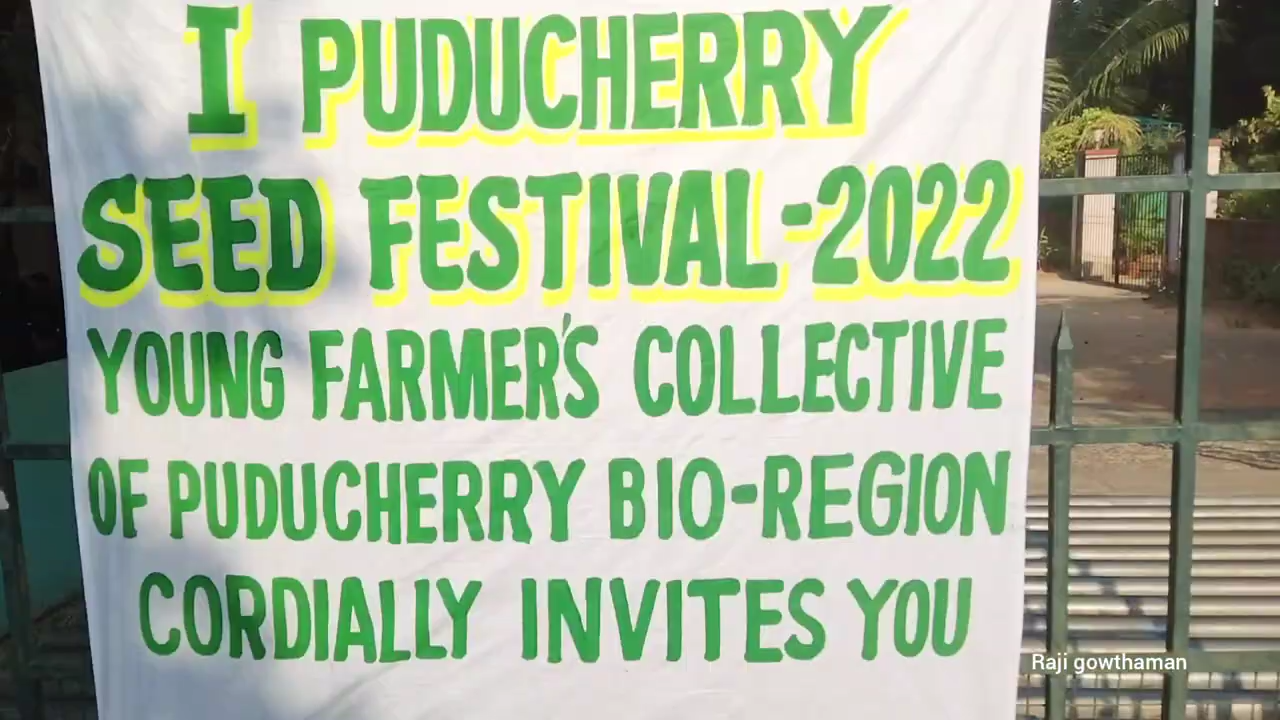 I PUDUCHERRY
SEED FESTIVAL-2022
YOUNG FARMER'S COLLECTIVE
OF PUDUCHERRY BIO-REGION
CORDIALLY INVITES YOU
Raji gowthaman